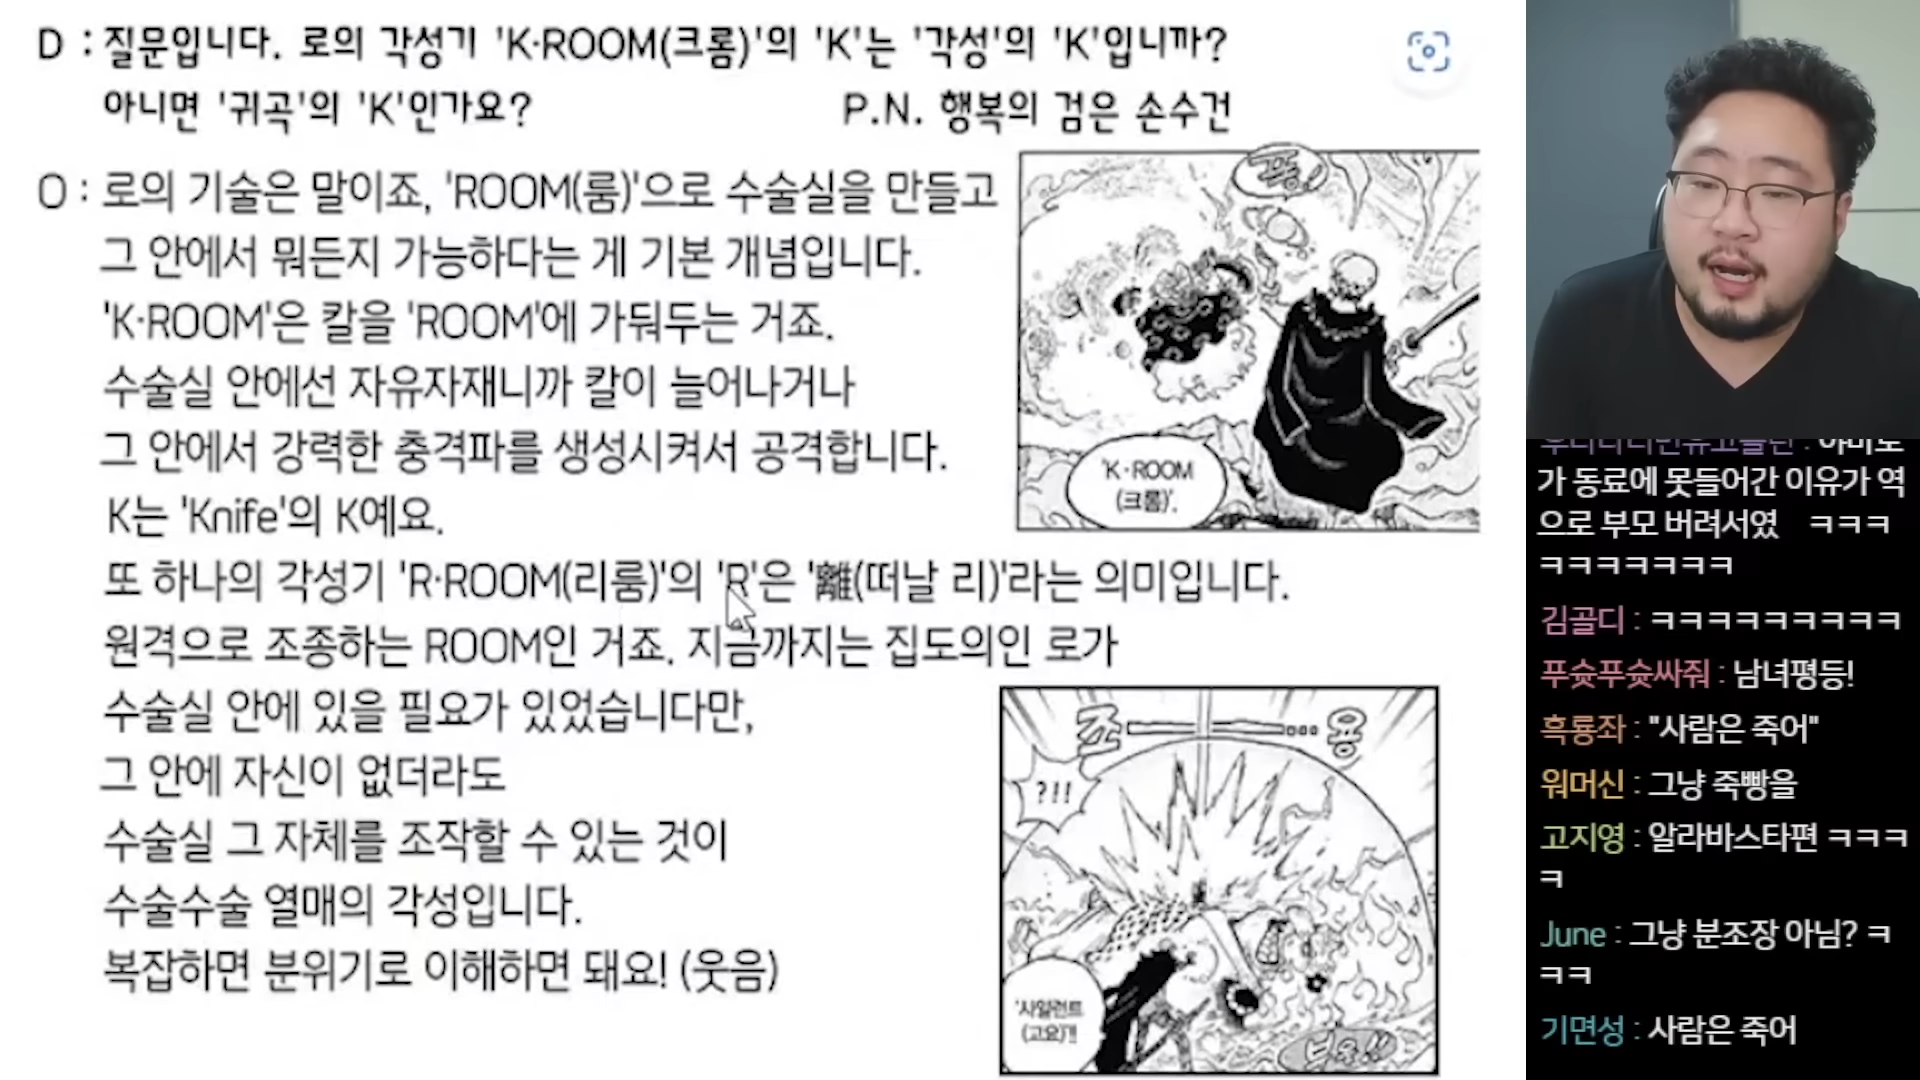 D : 질문입니다. 로의 각성기 'K·ROOM(크롬)'의 'K'는 '각성'의 'K'입니까?
아니면 '귀곡'의 'K'인가요? P.N. 행복의 검은 손수건
O : 로의 기술은 말이죠, 'ROOM(룸)'으로 수술실을 만들고
그 안에서 뭐든지 가능하다는 게 기본 개념입니다.
'K·ROOM'은 칼을 'ROOM'에 가둬두는 거죠.
수술실 안에선 자유자재니까 칼이 늘어나거나
그 안에서 강력한 충격파를 생성시켜서 공격합니다.
K는 'Knife'의 K예요.
또 하나의 각성기 'R·ROOM(리룸)'의 'R'은 '離(떠날 리)'라는 의미입니다.
원격으로 조종하는 ROOM인 거죠. 지금까지는 집도의인 로가
수술실 안에 있을 필요가 있었습니다만,
그 안에 자신이 없더라도
수술실 그 자체를 조작할 수 있는 것이
수술수술 열매의 각성입니다.
복잡하면 분위기로 이해하면 돼요! (웃음)
'K·ROOM
(크롬)'.
조 ... 용
?!!
'사일런트
(고요)'!!
가 동료에 못들어간 이유가 역
으로 부모 버려서였 ㅋㅋㅋ
ㅋㅋㅋㅋㅋㅋㅋ
김골디 : ㅋㅋㅋㅋㅋㅋㅋㅋㅋ
푸슛푸슛싸줘 : 남녀평등!
흑룡좌 : "사람은 죽어"
워머신 : 그냥 죽빵을
고지영 : 알라바스타편 ㅋㅋㅋ
ㅋ
June : 그냥 분조장 아님? ㅋ
ㅋㅋ
기면성 : 사람은 죽어